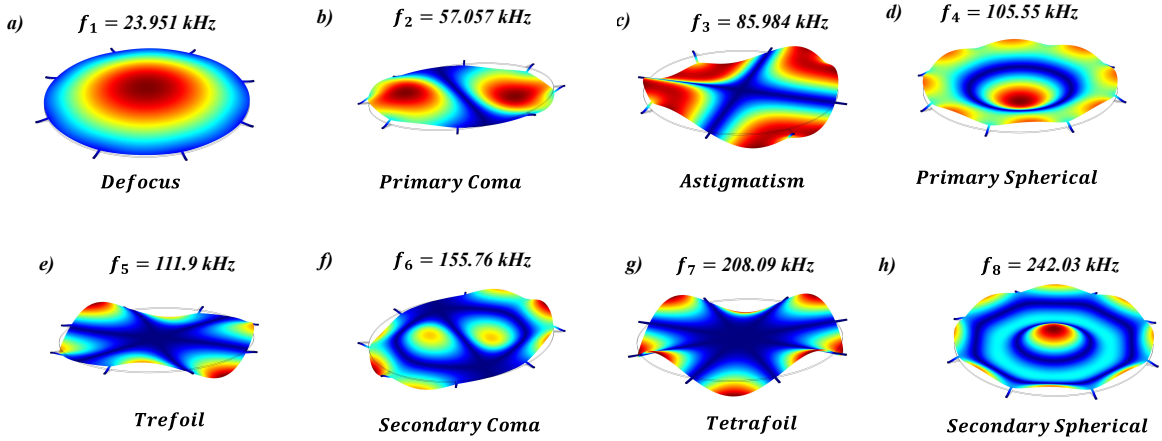 a) f₁ = 23.951 kHz
Defocus
b) f₂ = 57.057 kHz
Primary Coma
c) f₃ = 85.984 kHz
Astigmatism
d) f₄ = 105.55 kHz
Primary Spherical
e) f₅ = 111.9 kHz
Trefoil
f) f₆ = 155.76 kHz
Secondary Coma
g) f₇ = 208.09 kHz
Tetrafoil
h) f₈ = 242.03 kHz
Secondary Spherical